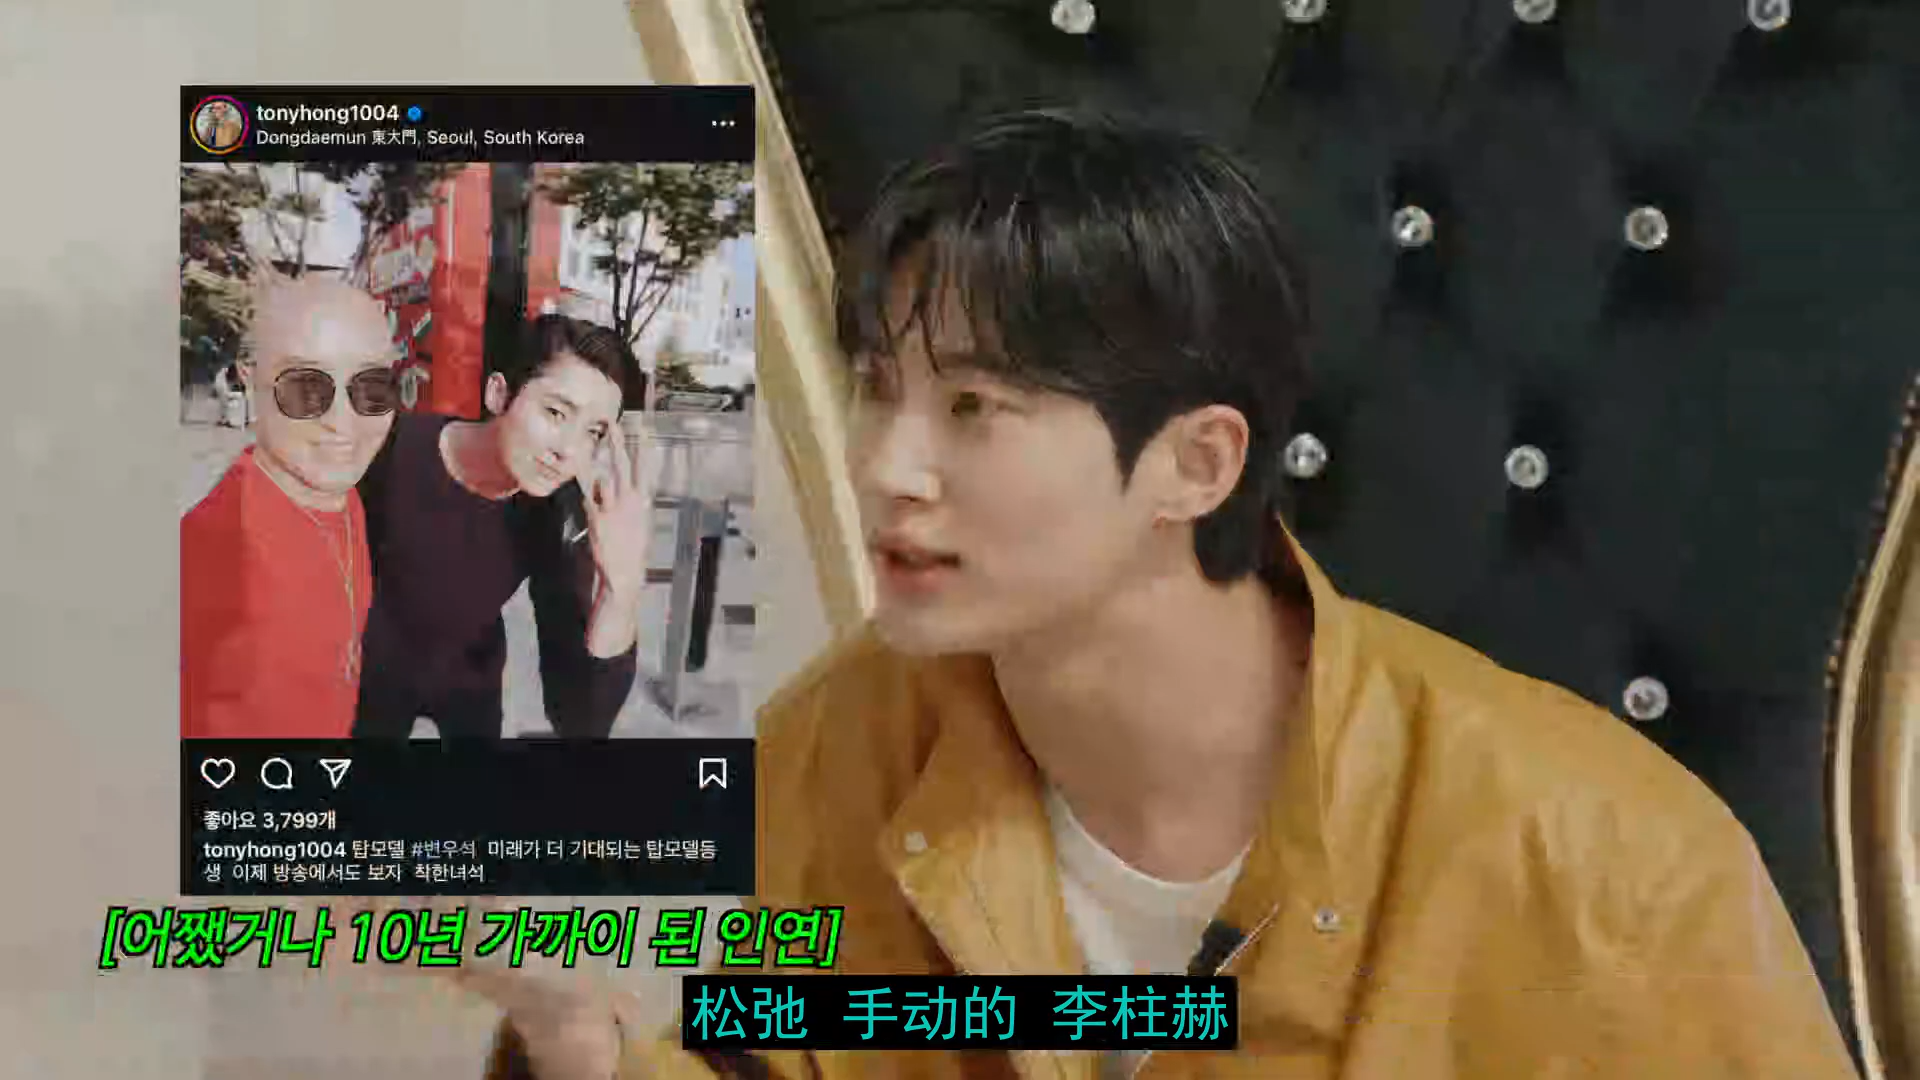 tonyhong1004
Dongdaemun 東大門, Seoul, South Korea
좋아요 3,799개
tonyhong1004 탑모델 #변우석 미래가 더 기대되는 탑모델동
생 이제 방송에서도 보자 착한녀석
[어쨌거나 10년 가까이 된 인연]
松弛 手动的 李柱赫